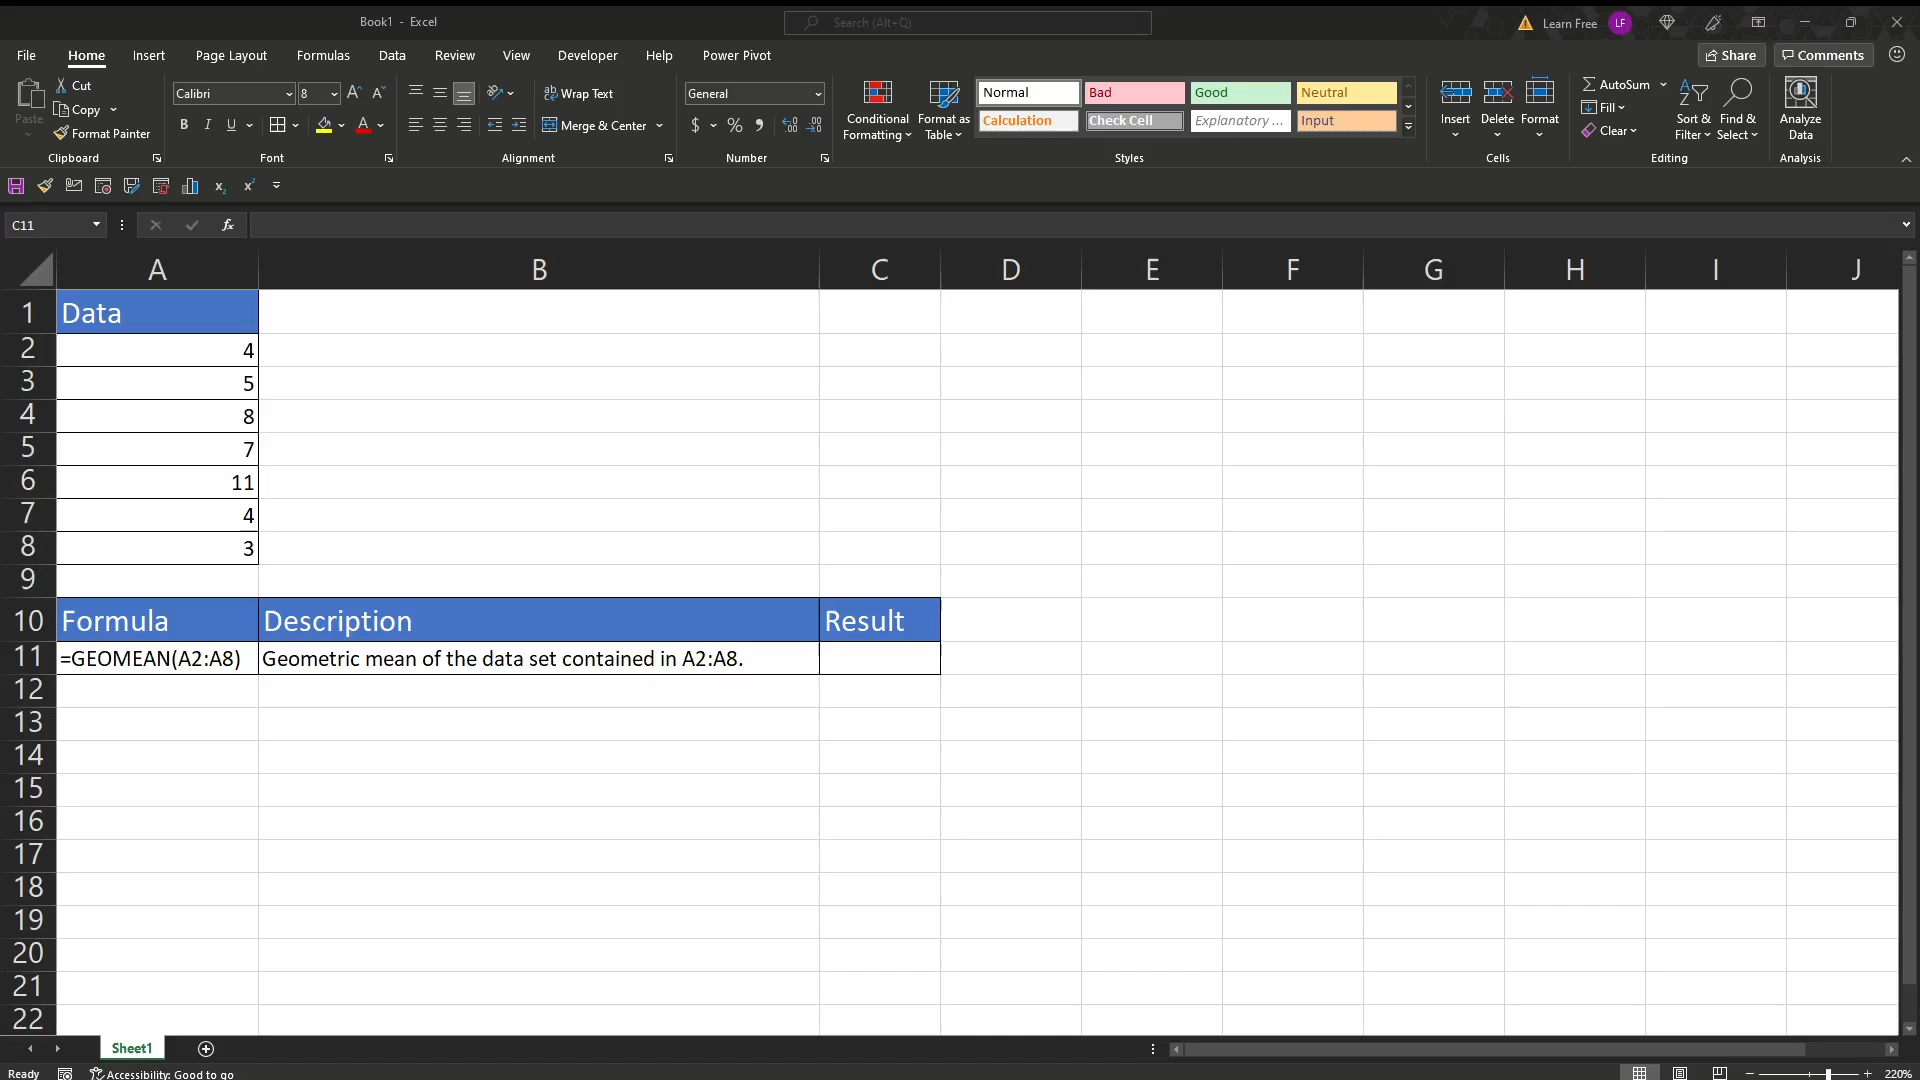 Book1 - Excel
Search (Alt+Q)
Learn Free
LF
File Home Insert Page Layout Formulas Data Review View Developer Help Power Pivot
Share Comments
Paste
Cut
Copy
Format Painter
Clipboard
Calibri 8
B I U
Font
Wrap Text
Merge & Center
Alignment
General
$ % 9
Number
Conditional Formatting
Format as Table
Normal Bad Good Neutral
Calculation Check Cell Explanatory ... Input
Styles
Insert Delete Format
Cells
AutoSum
Fill
Clear
Sort & Filter
Find & Select
Editing
Analyze Data
Analysis
C11
fx
A B C D E F G H I J
1 Data
2 4
3 5
4 8
5 7
6 11
7 4
8 3
9
10 Formula Description Result
11 =GEOMEAN(A2:A8) Geometric mean of the data set contained in A2:A8.
12
13
14
15
16
17
18
19
20
21
22
Sheet1
Ready Accessibility: Good to go 220%